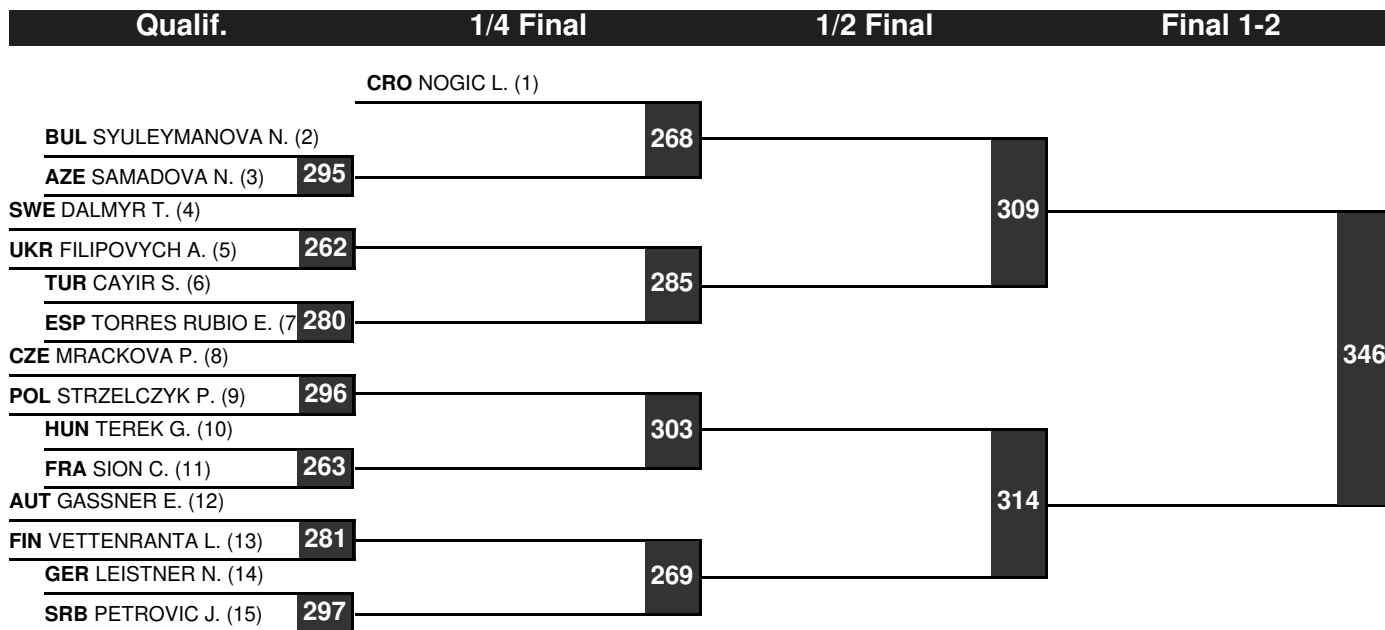 Qualif. 1/4 Final 1/2 Final Final 1-2
CRO NOGIC L. (1)
268
BUL SYULEYMANOVA N. (2)
AZE SAMADOVA N. (3) 295
SWE DALMYR T. (4)
309
UKR FILIPOVYCH A. (5) 262
TUR CAYIR S. (6)
285
ESP TORRES RUBIO E. (7 280
CZE MRACKOVA P. (8)
346
POL STRZELCZYK P. (9) 296
HUN TEREK G. (10)
303
FRA SION C. (11) 263
AUT GASSNER E. (12)
314
FIN VETTENRANTA L. (13) 281
GER LEISTNER N. (14)
269
SRB PETROVIC J. (15) 297